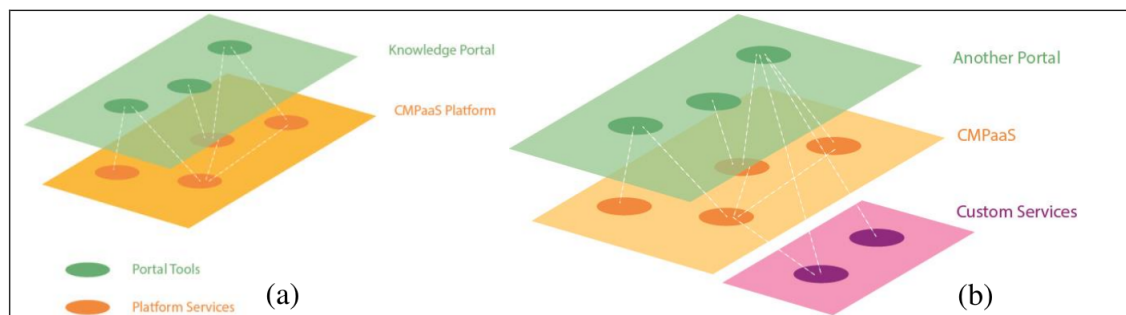 Knowledge Portal
CMPaaS Platform
Portal Tools
Platform Services
(a)
Another Portal
CMPaaS
Custom Services
(b)